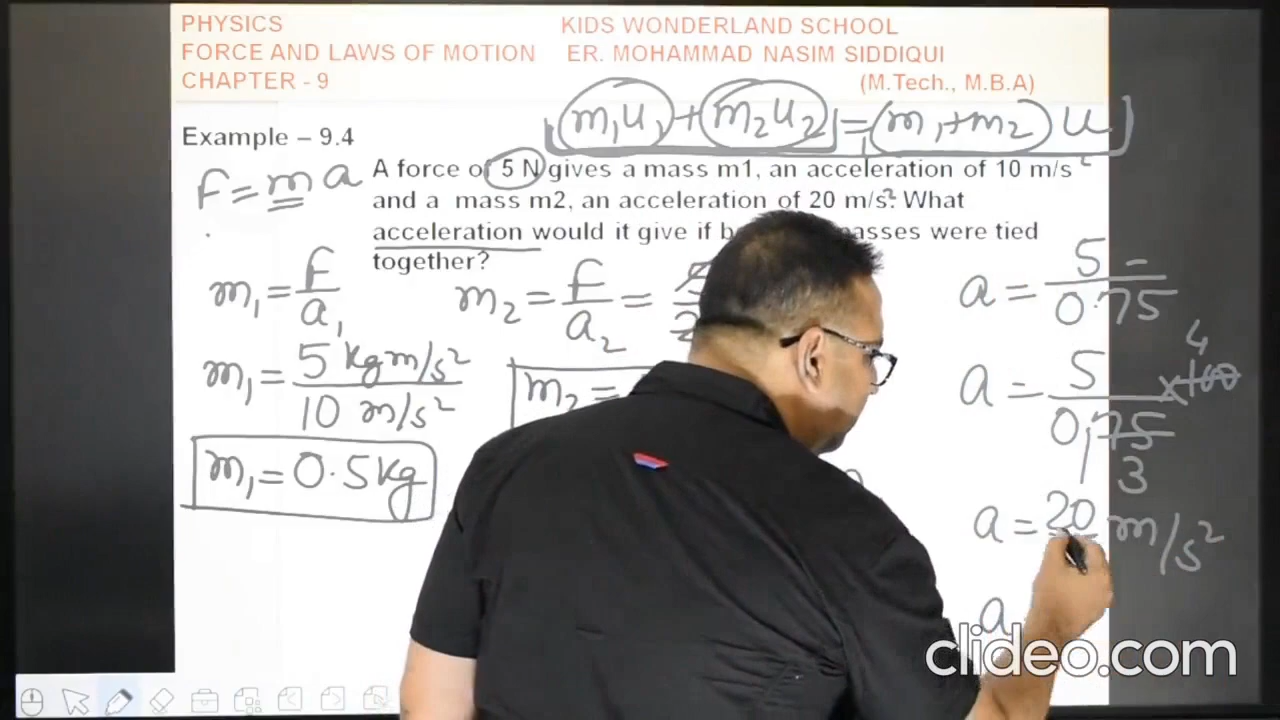 PHYSICS KIDS WONDERLAND SCHOOL
FORCE AND LAWS OF MOTION ER. MOHAMMAD NASIM SIDDIQUI
CHAPTER - 9 (M.Tech., M.B.A)
m₁u₁ + m₂u₂ = (m₁+m₂) u
Example – 9.4
F = m a
A force of 5 N gives a mass m1, an acceleration of 10 m/s²
and a mass m2, an acceleration of 20 m/s². What
acceleration would it give if masses were tied
together?
m₁ = F/a₁
m₁ = 5 kgm/s² / 10 m/s²
m₁ = 0.5 kg
m₂ = F/a₂ =
m₂ =
a = 5/0.75
a = 5/0.75 ×100
4
1 3
a = 20 m/s²
a
clideo.com